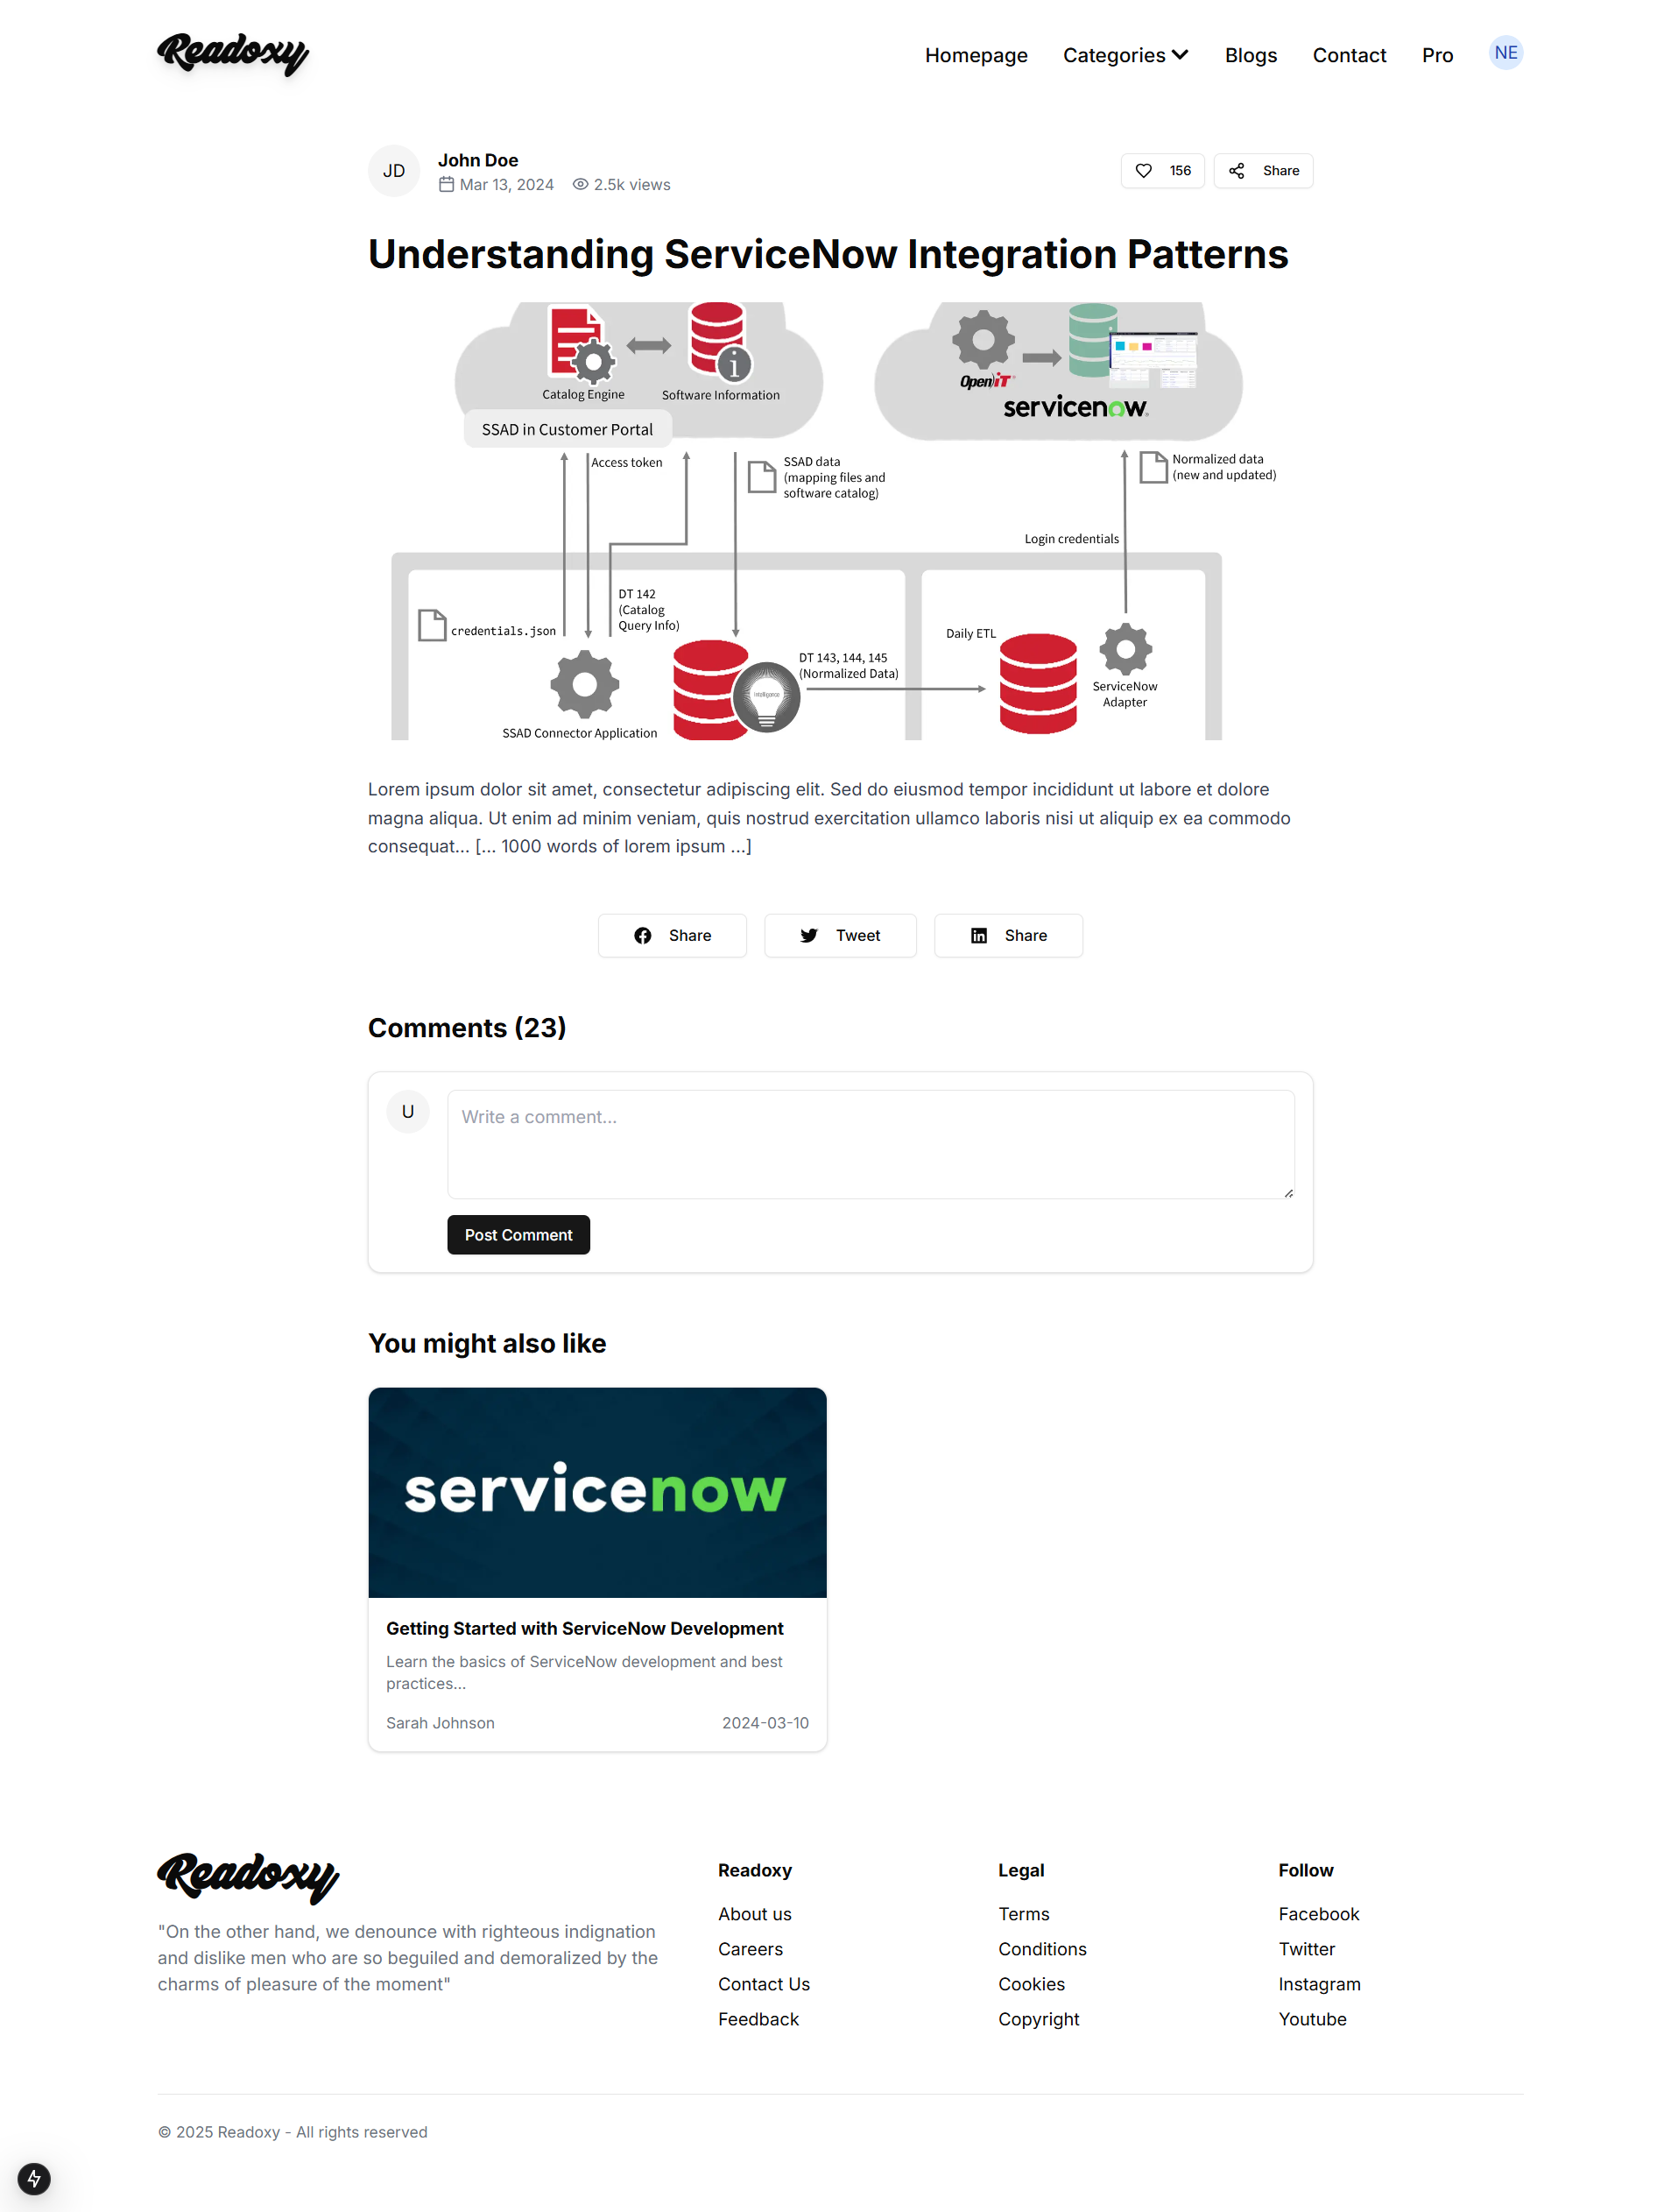 Readoxy
Homepage
Categories
Blogs
Contact
Pro
NE
JD
John Doe
Mar 13, 2024
2.5k views
156
Share
Understanding ServiceNow Integration Patterns
Catalog Engine
Software Information
SSAD in Customer Portal
Open iT
servicenow
Access token
SSAD data
(mapping files and
software catalog)
Normalized data
(new and updated)
Login credentials
credentials.json
DT 142
(Catalog
Query Info)
SSAD Connector Application
Intelligence
DT 143, 144, 145
(Normalized Data)
Daily ETL
ServiceNow
Adapter
Lorem ipsum dolor sit amet, consectetur adipiscing elit. Sed do eiusmod tempor incididunt ut labore et dolore
magna aliqua. Ut enim ad minim veniam, quis nostrud exercitation ullamco laboris nisi ut aliquip ex ea commodo
consequat... [... 1000 words of lorem ipsum ...]
Share
Tweet
Share
Comments (23)
U
Write a comment...
Post Comment
You might also like
servicenow
Getting Started with ServiceNow Development
Learn the basics of ServiceNow development and best
practices...
Sarah Johnson
2024-03-10
Readoxy
"On the other hand, we denounce with righteous indignation
and dislike men who are so beguiled and demoralized by the
charms of pleasure of the moment"
Readoxy
About us
Careers
Contact Us
Feedback
Legal
Terms
Conditions
Cookies
Copyright
Follow
Facebook
Twitter
Instagram
Youtube
© 2025 Readoxy - All rights reserved